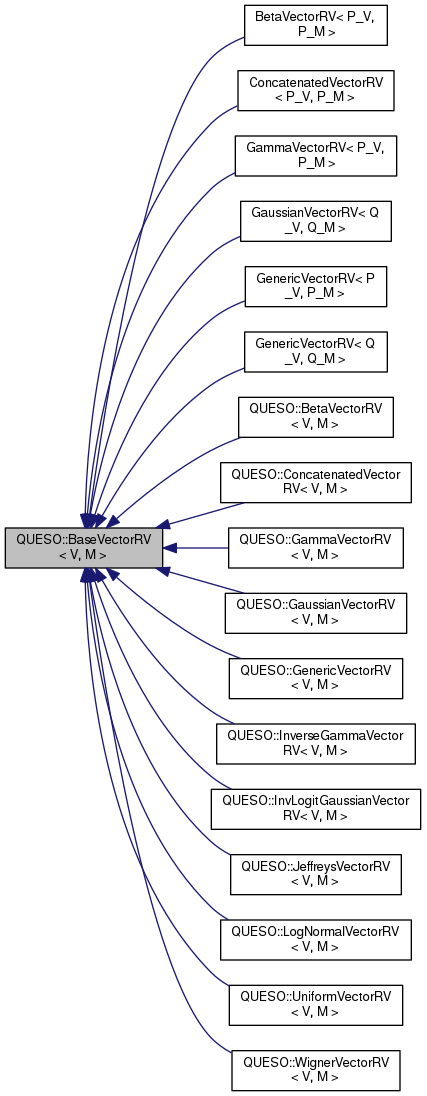 BetaVectorRV< P_V,
P_M >
ConcatenatedVectorRV
< P_V, P_M >
GammaVectorRV< P_V,
P_M >
GaussianVectorRV< Q
_V, Q_M >
GenericVectorRV< P
_V, P_M >
GenericVectorRV< Q
_V, Q_M >
QUESO::BetaVectorRV
< V, M >
QUESO::ConcatenatedVector
RV< V, M >
QUESO::BaseVectorRV
< V, M >
QUESO::GammaVectorRV
< V, M >
QUESO::GaussianVectorRV
< V, M >
QUESO::GenericVectorRV
< V, M >
QUESO::InverseGammaVector
RV< V, M >
QUESO::InvLogitGaussianVector
RV< V, M >
QUESO::JeffreysVectorRV
< V, M >
QUESO::LogNormalVectorRV
< V, M >
QUESO::UniformVectorRV
< V, M >
QUESO::WignerVectorRV
< V, M >